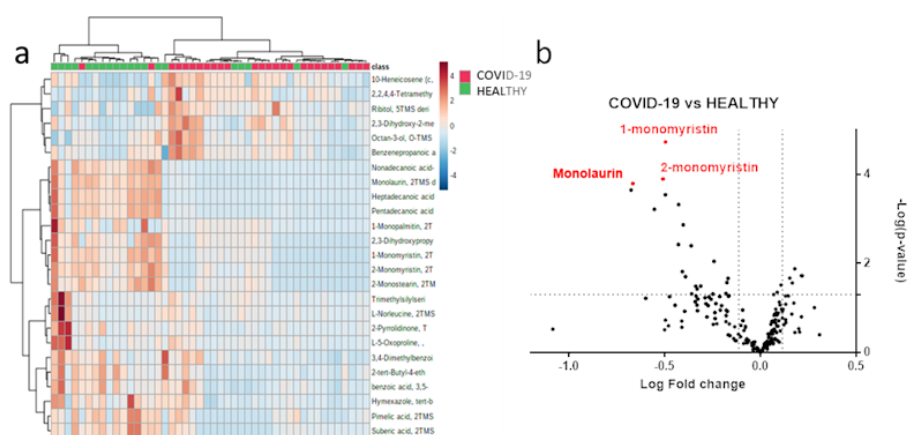 a
b
class
COVID-19
HEALTHY
4
2
0
-2
-4
10-Heneicosene (c,
2,2,4,4-Tetramethy
Ribitol, 5TMS deri
2,3-Dihydroxy-2-me
Octan-3-ol, O-TMS
Benzenepropanoic a
Nonadecanoic acid-
Monolaurin, 2TMS d
Heptadecanoic acid
Pentadecanoic acid
1-Monopalmitin, 2T
2,3-Dihydroxypropy
1-Monomyristin, 2T
2-Monomyristin, 2T
2-Monostearin, 2TM
Trimethylsilylseri
L-Norleucine, 2TMS
2-Pyrrolidinone, T
L-5-Oxoproline, ,
3,4-Dimethylbenzoi
2-tert-Butyl-4-eth
benzoic acid, 3,5-
Hymexazole, tert-b
Pimelic acid, 2TMS
Suberic acid, 2TMS
COVID-19 vs HEALTHY
1-monomyristin
2-monomyristin
Monolaurin
4
2
0
-Log(p-value)
-1.0 -0.5 0.0 0.5
Log Fold change